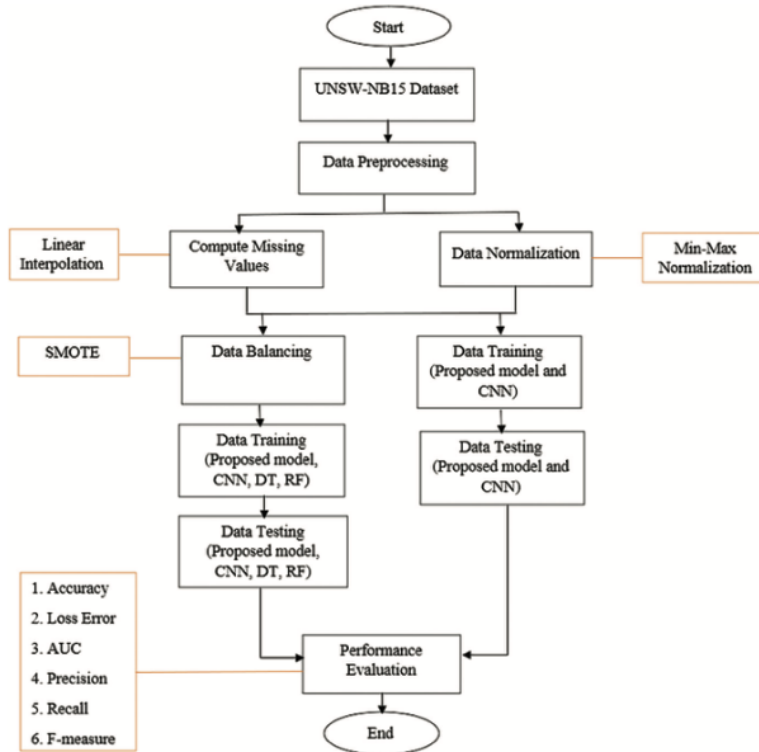 Start
UNSW-NB15 Dataset
Data Preprocessing
Linear
Interpolation
Compute Missing
Values
Data Normalization
Min-Max
Normalization
SMOTE
Data Balancing
Data Training
(Proposed model and
CNN)
Data Training
(Proposed model,
CNN, DT, RF)
Data Testing
(Proposed model and
CNN)
Data Testing
(Proposed model,
CNN, DT, RF)
1. Accuracy
2. Loss Error
3. AUC
4. Precision
5. Recall
6. F-measure
Performance
Evaluation
End